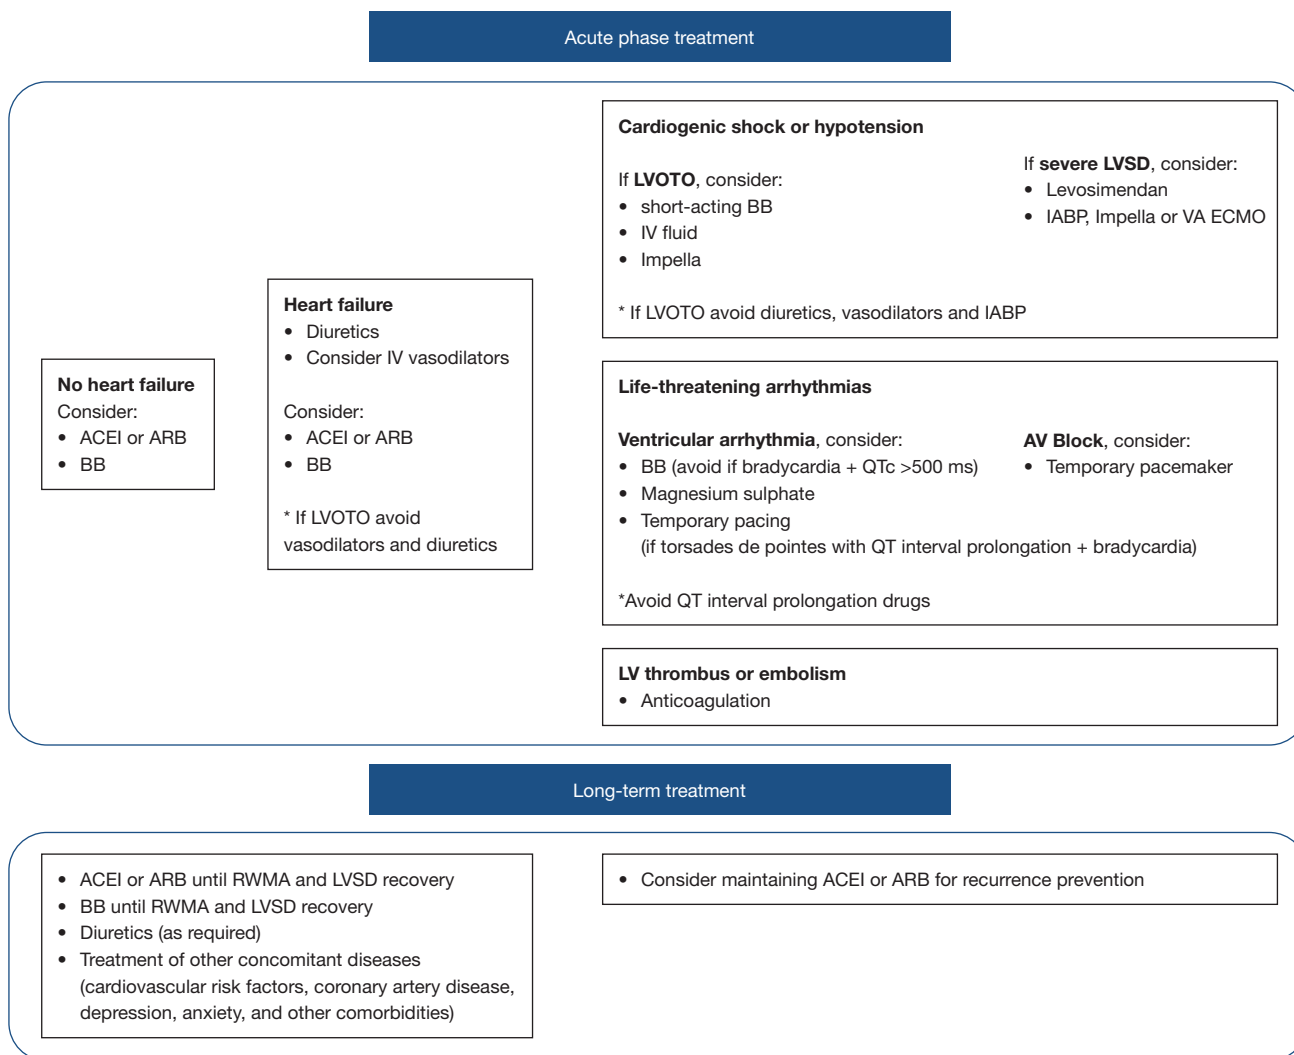 Acute phase treatment
No heart failure
Consider:
• ACEI or ARB
• BB
Heart failure
• Diuretics
• Consider IV vasodilators
Consider:
• ACEI or ARB
• BB
* If LVOTO avoid
vasodilators and diuretics
Cardiogenic shock or hypotension
If LVOTO, consider:
• short-acting BB
• IV fluid
• Impella
If severe LVSD, consider:
• Levosimendan
• IABP, Impella or VA ECMO
* If LVOTO avoid diuretics, vasodilators and IABP
Life-threatening arrhythmias
Ventricular arrhythmia, consider:
• BB (avoid if bradycardia + QTc >500 ms)
• Magnesium sulphate
• Temporary pacing
(if torsades de pointes with QT interval prolongation + bradycardia)
AV Block, consider:
• Temporary pacemaker
*Avoid QT interval prolongation drugs
LV thrombus or embolism
• Anticoagulation
Long-term treatment
• ACEI or ARB until RWMA and LVSD recovery
• BB until RWMA and LVSD recovery
• Diuretics (as required)
• Treatment of other concomitant diseases
(cardiovascular risk factors, coronary artery disease,
depression, anxiety, and other comorbidities)
• Consider maintaining ACEI or ARB for recurrence prevention